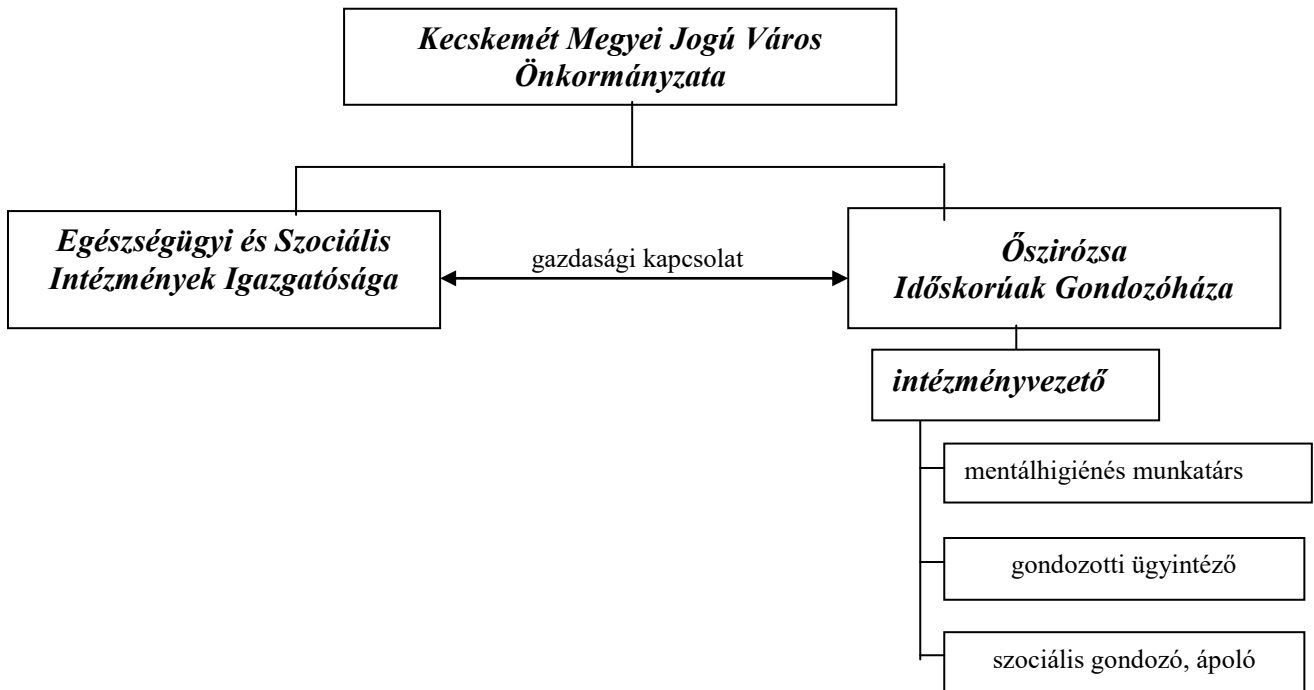 Kecskemét Megyei Jogú Város
Önkormányzata
Egészségügyi és Szociális
Intézmények Igazgatósága
gazdasági kapcsolat
Őszirózsa
Időskorúak Gondozóháza
intézményvezető
mentálhigiénés munkatárs
gondozotti ügyintéző
szociális gondozó, ápoló